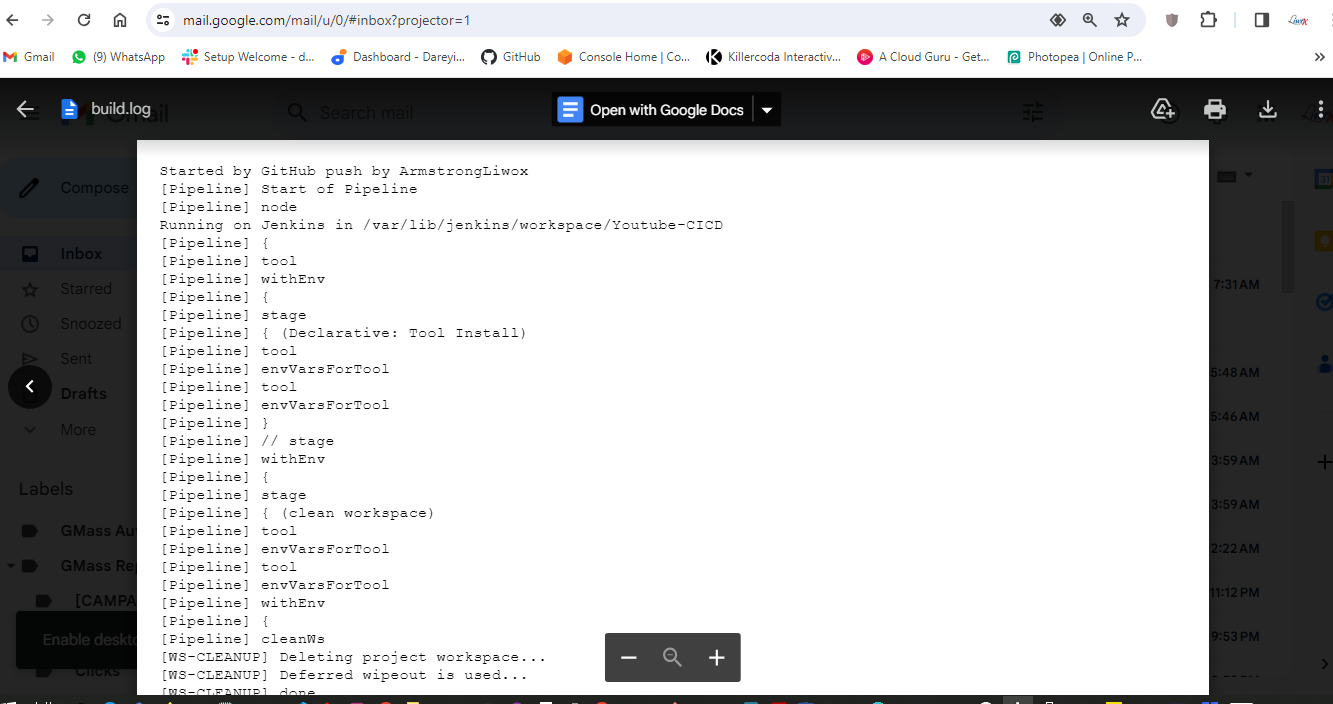 mail.google.com/mail/u/0/#inbox?projector=1
Gmail
(9) WhatsApp
Setup Welcome - d...
Dashboard - Dareyi...
GitHub
Console Home | Co...
Killercoda Interactiv...
A Cloud Guru - Get...
Photopea | Online P...
build.log
Gmail
Search mail
Open with Google Docs
Compose
Inbox
Starred
Snoozed
Sent
Drafts
More
Labels
GMass Au
GMass Rep
[CAMPA
Enable deskto
Clicks
Started by GitHub push by ArmstrongLiwox
[Pipeline] Start of Pipeline
[Pipeline] node
Running on Jenkins in /var/lib/jenkins/workspace/Youtube-CICD
[Pipeline] {
[Pipeline] tool
[Pipeline] withEnv
[Pipeline] {
[Pipeline] stage
[Pipeline] { (Declarative: Tool Install)
[Pipeline] tool
[Pipeline] envVarsForTool
[Pipeline] tool
[Pipeline] envVarsForTool
[Pipeline] }
[Pipeline] // stage
[Pipeline] withEnv
[Pipeline] {
[Pipeline] stage
[Pipeline] { (clean workspace)
[Pipeline] tool
[Pipeline] envVarsForTool
[Pipeline] tool
[Pipeline] envVarsForTool
[Pipeline] withEnv
[Pipeline] {
[Pipeline] cleanWs
[WS-CLEANUP] Deleting project workspace...
[WS-CLEANUP] Deferred wipeout is used...
[WS-CLEANUP] done
7:31 AM
5:48 AM
5:46 AM
3:59 AM
3:59 AM
2:22 AM
11:12 PM
9:53 PM